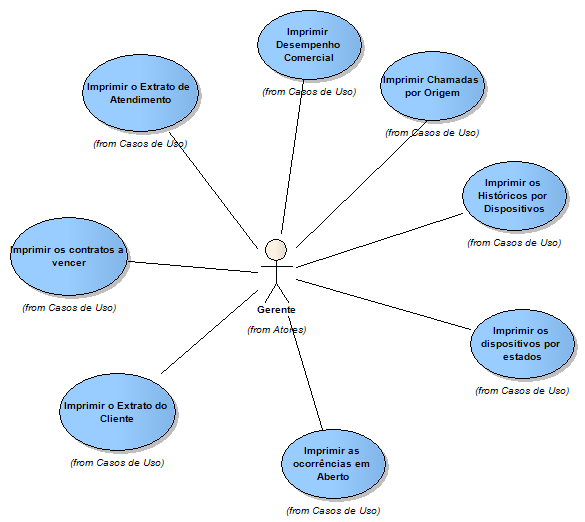 Imprimir
Desempenho
Comercial
(from Casos de Uso)
Imprimir Chamadas
por Origem
(from Casos de Uso)
Imprimir o Extrato de
Atendimento
(from Casos de Uso)
Imprimir os
Históricos por
Dispositivos
(from Casos de Uso)
Imprimir os contratos a
vencer
(from Casos de Uso)
Gerente
(from Atores)
Imprimir os
dispositivos por
estados
(from Casos de Uso)
Imprimir o Extrato do
Cliente
(from Casos de Uso)
Imprimir as
ocorrências em
Aberto
(from Casos de Uso)